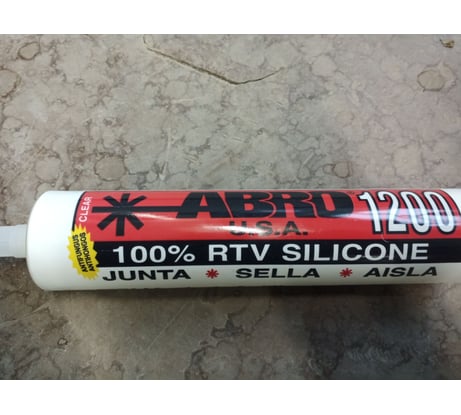 CLEAR
ABRO 1200
U.S.A.
ANTIFUNGUS
ANTIHONGOS
100% RTV SILICONE
JUNTA * SELLA * AISLA